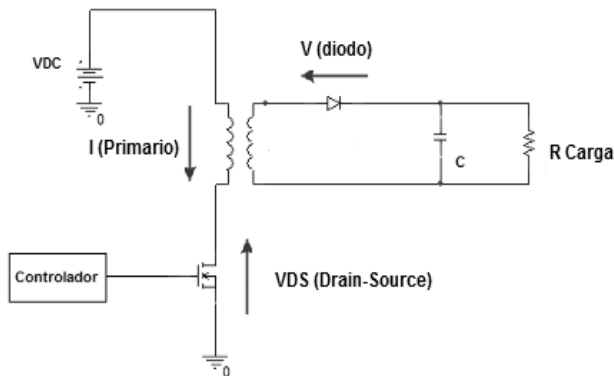 V (diodo)
VDC
0
I (Primario)
C
R Carga
Controlador
VDS (Drain-Source)
0